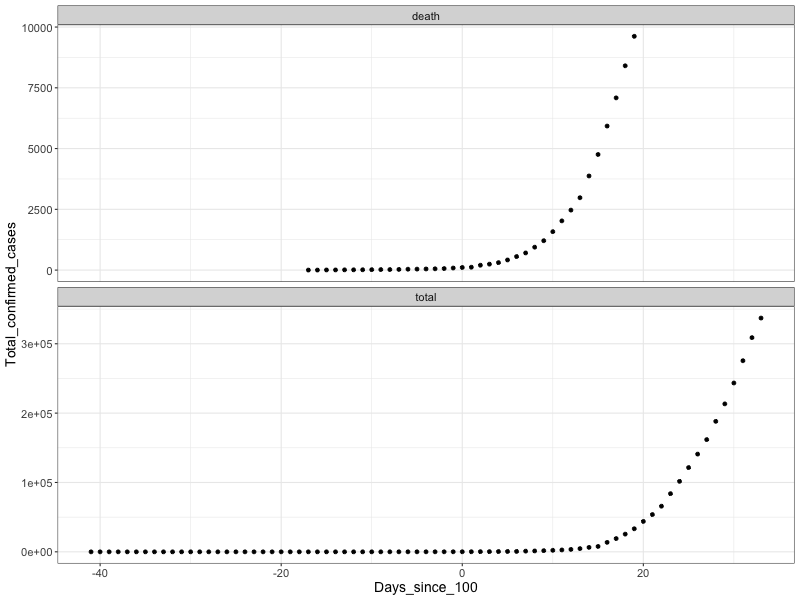 death
10000
7500
5000
2500
0
total
3e+05
2e+05
1e+05
0e+00
-40
-20
0
20
Days_since_100
Total_confirmed_cases